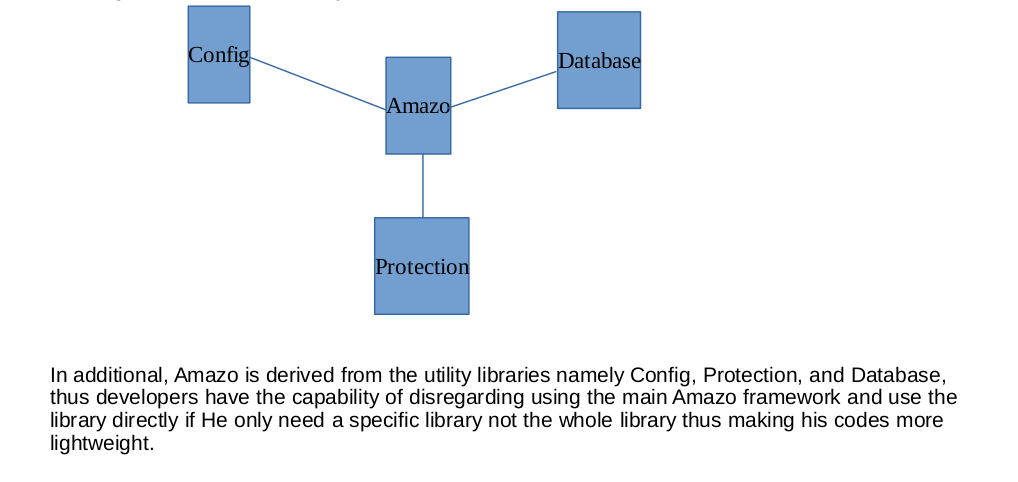 Config
Database
Amazo
Protection
In additional, Amazo is derived from the utility libraries namely Config, Protection, and Database,
thus developers have the capability of disregarding using the main Amazo framework and use the
library directly if He only need a specific library not the whole library thus making his codes more
lightweight.